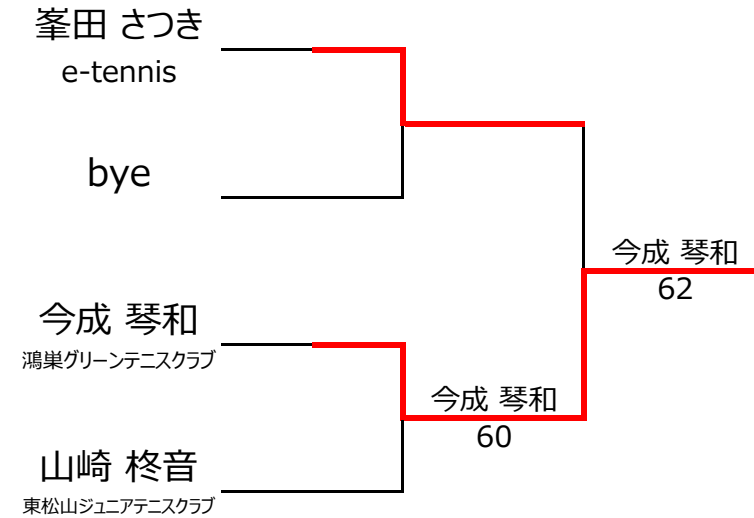 峯田 さつき
e-tennis
bye
今成 琴和
62
今成 琴和
鴻巣グリーンテニスクラブ
今成 琴和
60
山崎 柊音
東松山ジュニアテニスクラブ